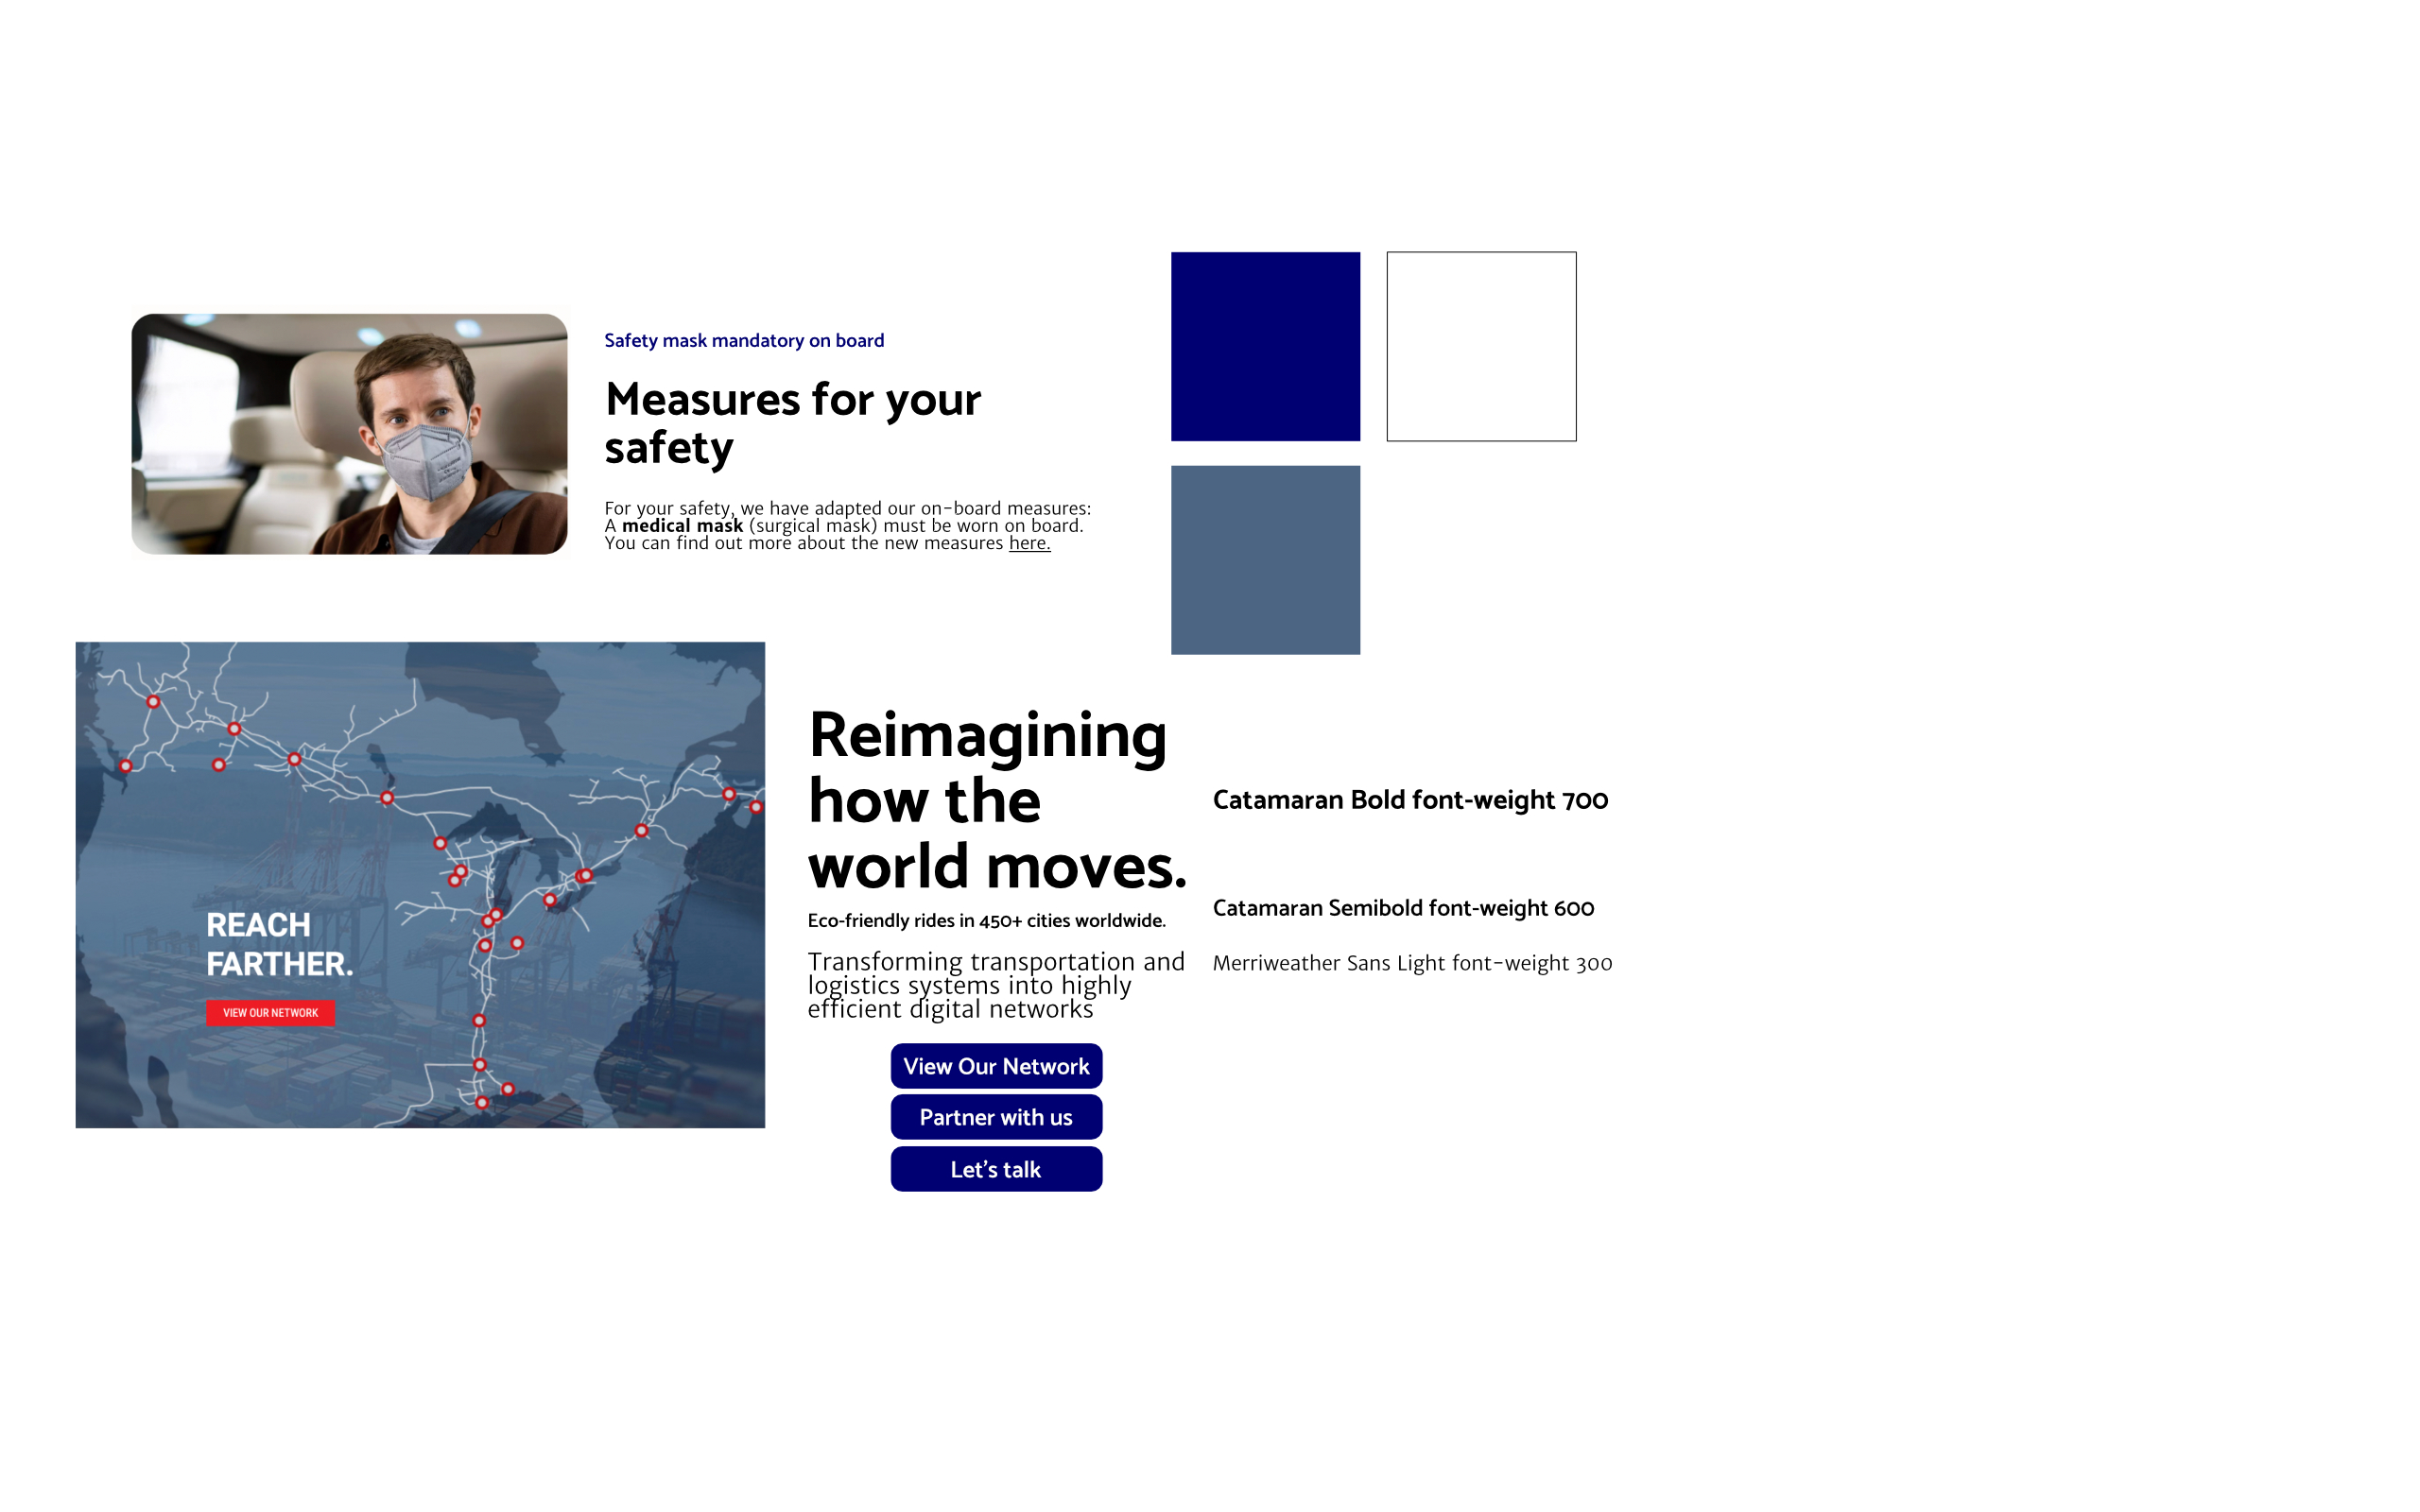 Safety mask mandatory on board
Measures for your
safety
For your safety, we have adapted our on-board measures:
A medical mask (surgical mask) must be worn on board.
You can find out more about the new measures here.
REACH
FARTHER.
VIEW OUR NETWORK
Reimagining
how the
world moves.
Eco-friendly rides in 450+ cities worldwide.
Transforming transportation and
logistics systems into highly
efficient digital networks
View Our Network
Partner with us
Let's talk
Catamaran Bold font-weight 700
Catamaran Semibold font-weight 600
Merriweather Sans Light font-weight 300